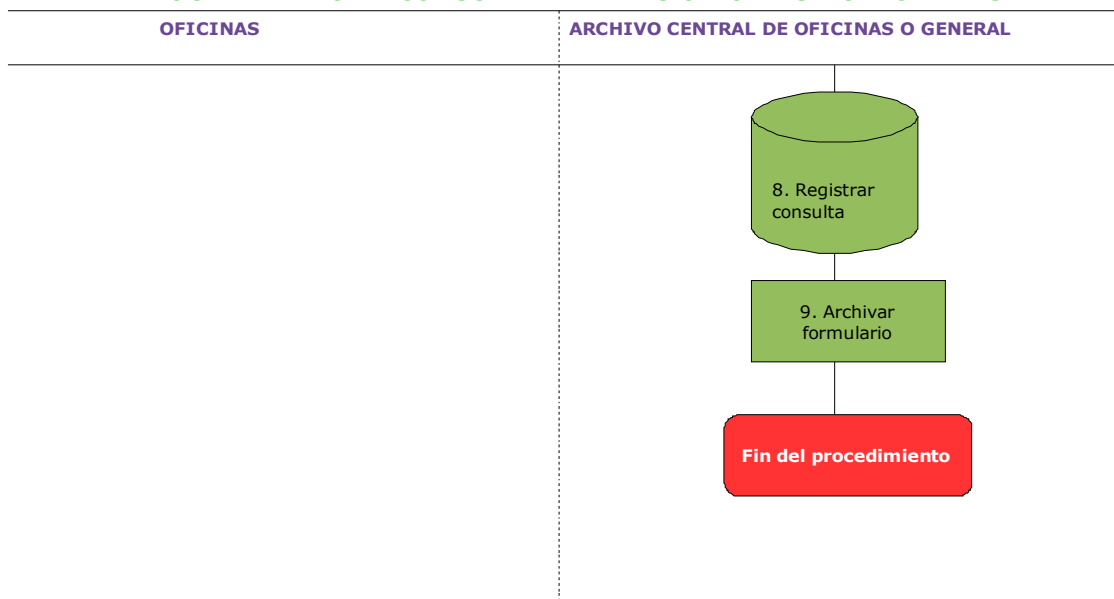 OFICINAS
ARCHIVO CENTRAL DE OFICINAS O GENERAL
8. Registrar
consulta
9. Archivar
formulario
Fin del procedimiento